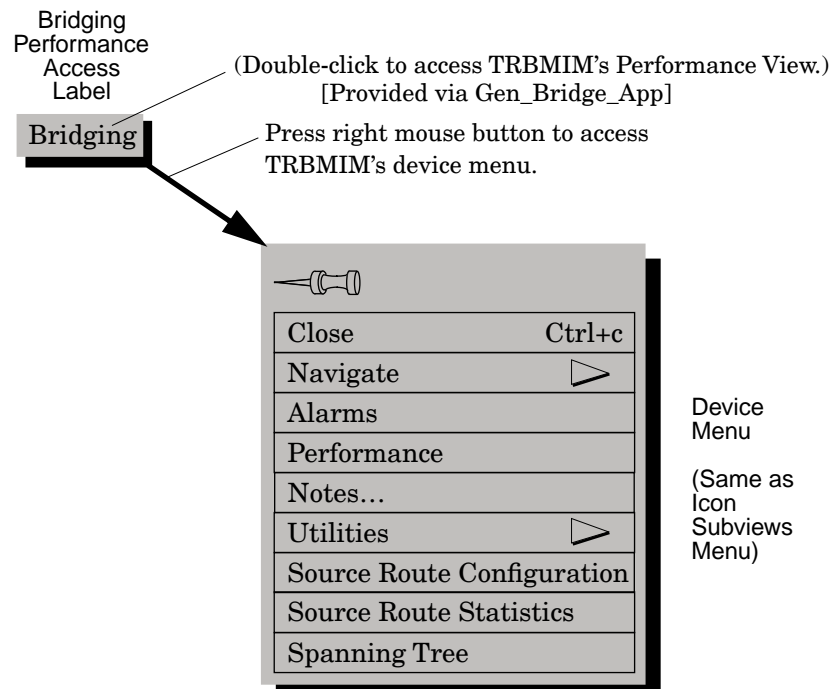 Bridging
Performance
Access
Label
(Double-click to access TRBMIM's Performance View.)
[Provided via Gen_Bridge_App]
Bridging
Press right mouse button to access
TRBMIM's device menu.
Close Ctrl+c
Navigate
Alarms
Performance
Notes…
Utilities
Source Route Configuration
Source Route Statistics
Spanning Tree
Device
Menu
(Same as
Icon
Subviews
Menu)